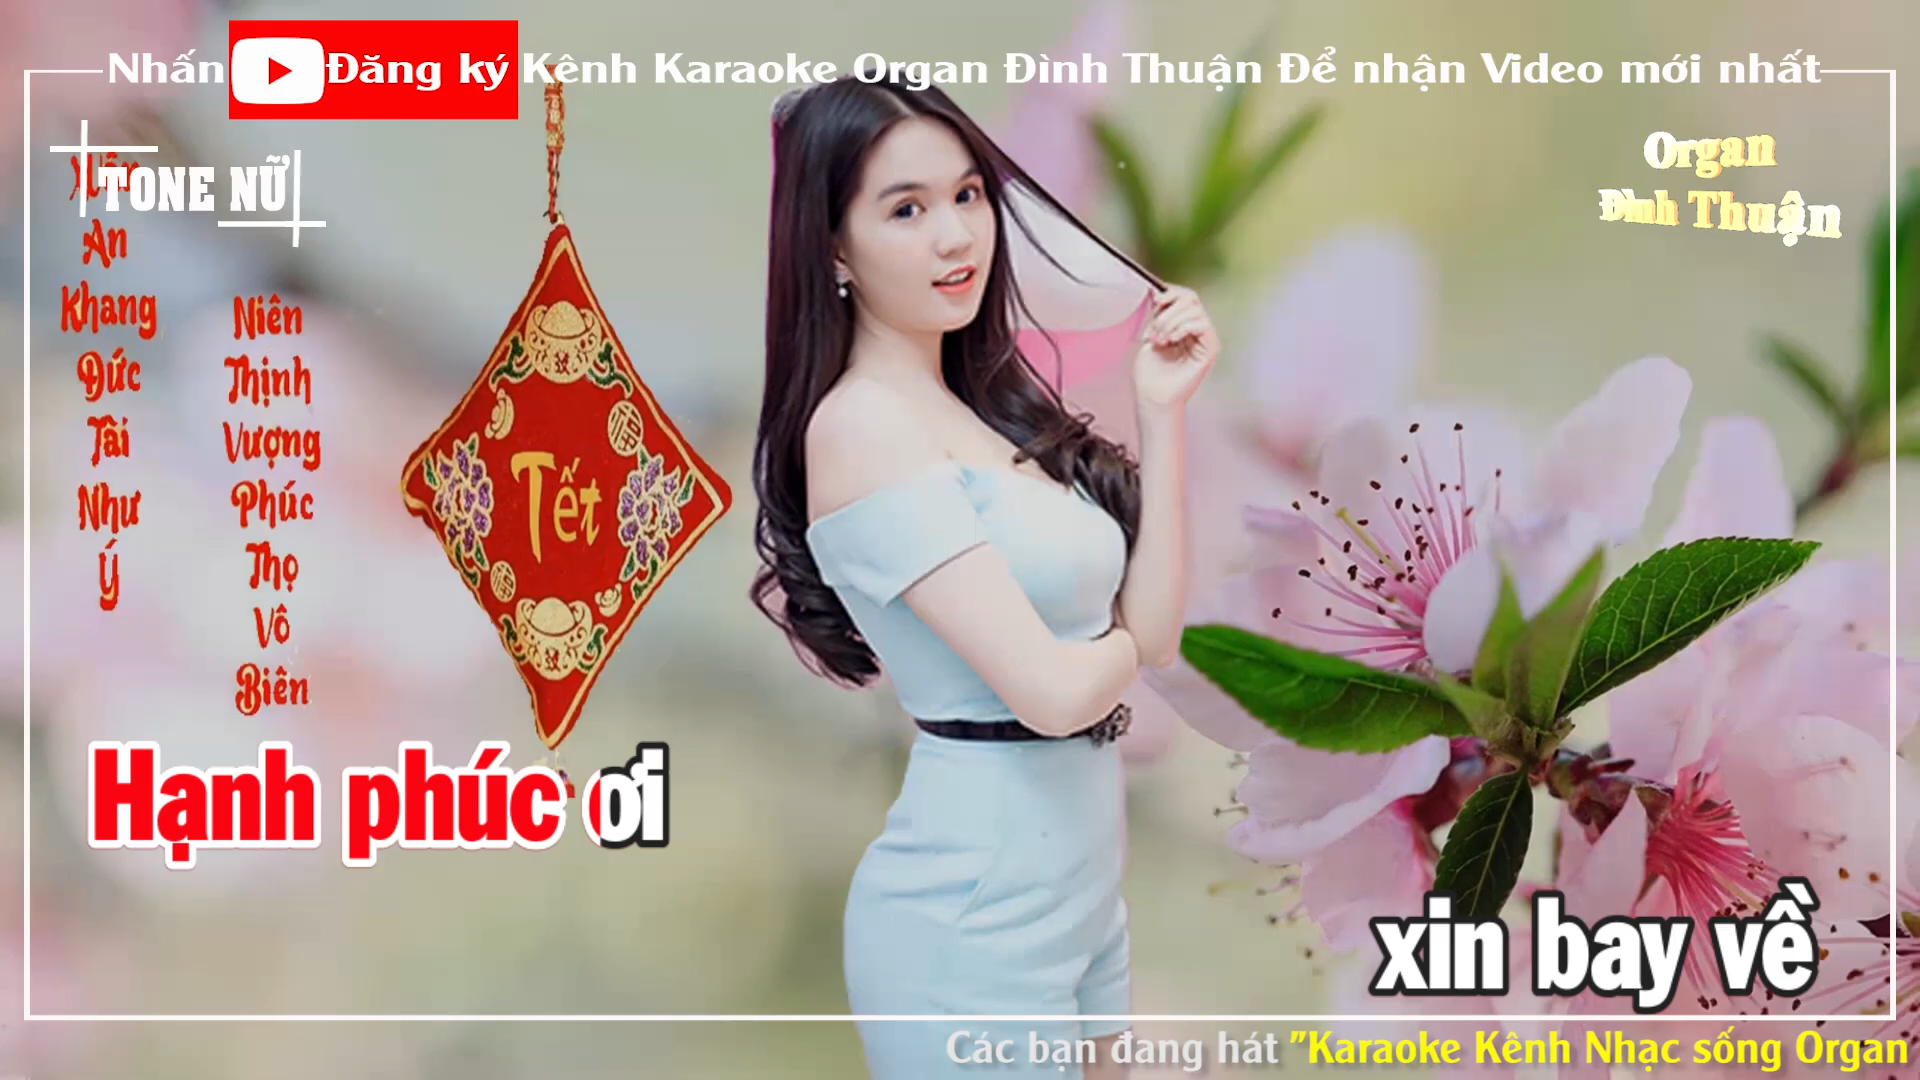 Nhấn Đăng ký Kênh Karaoke Organ Đình Thuận Để nhận Video mới nhất
TONE NỮ
Organ
Đình Thuận
Xuân
An
Khang
Đức
Tài
Như
Ý
Niên
Thịnh
Vượng
Phúc
Thọ
Vô
Biên
Tết
Hạnh phúc ơi
xin bay về
Các bạn đang hát "Karaoke Kênh Nhạc sống Organ